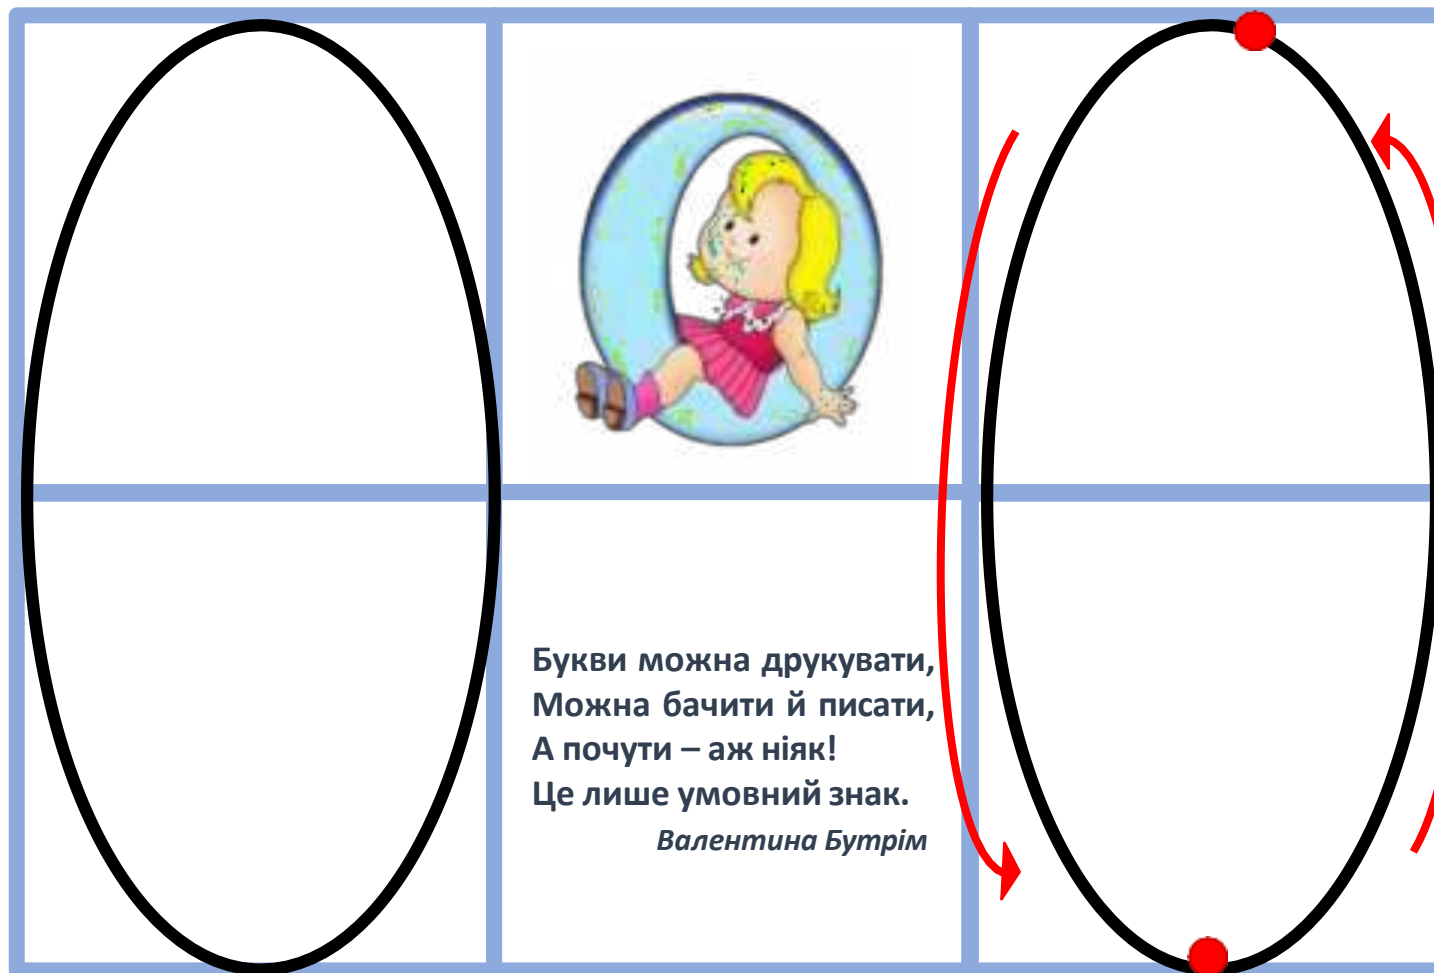 Букви можна друкувати,
Можна бачити й писати,
А почути – аж ніяк!
Це лише умовний знак.
Валентина Бутрім